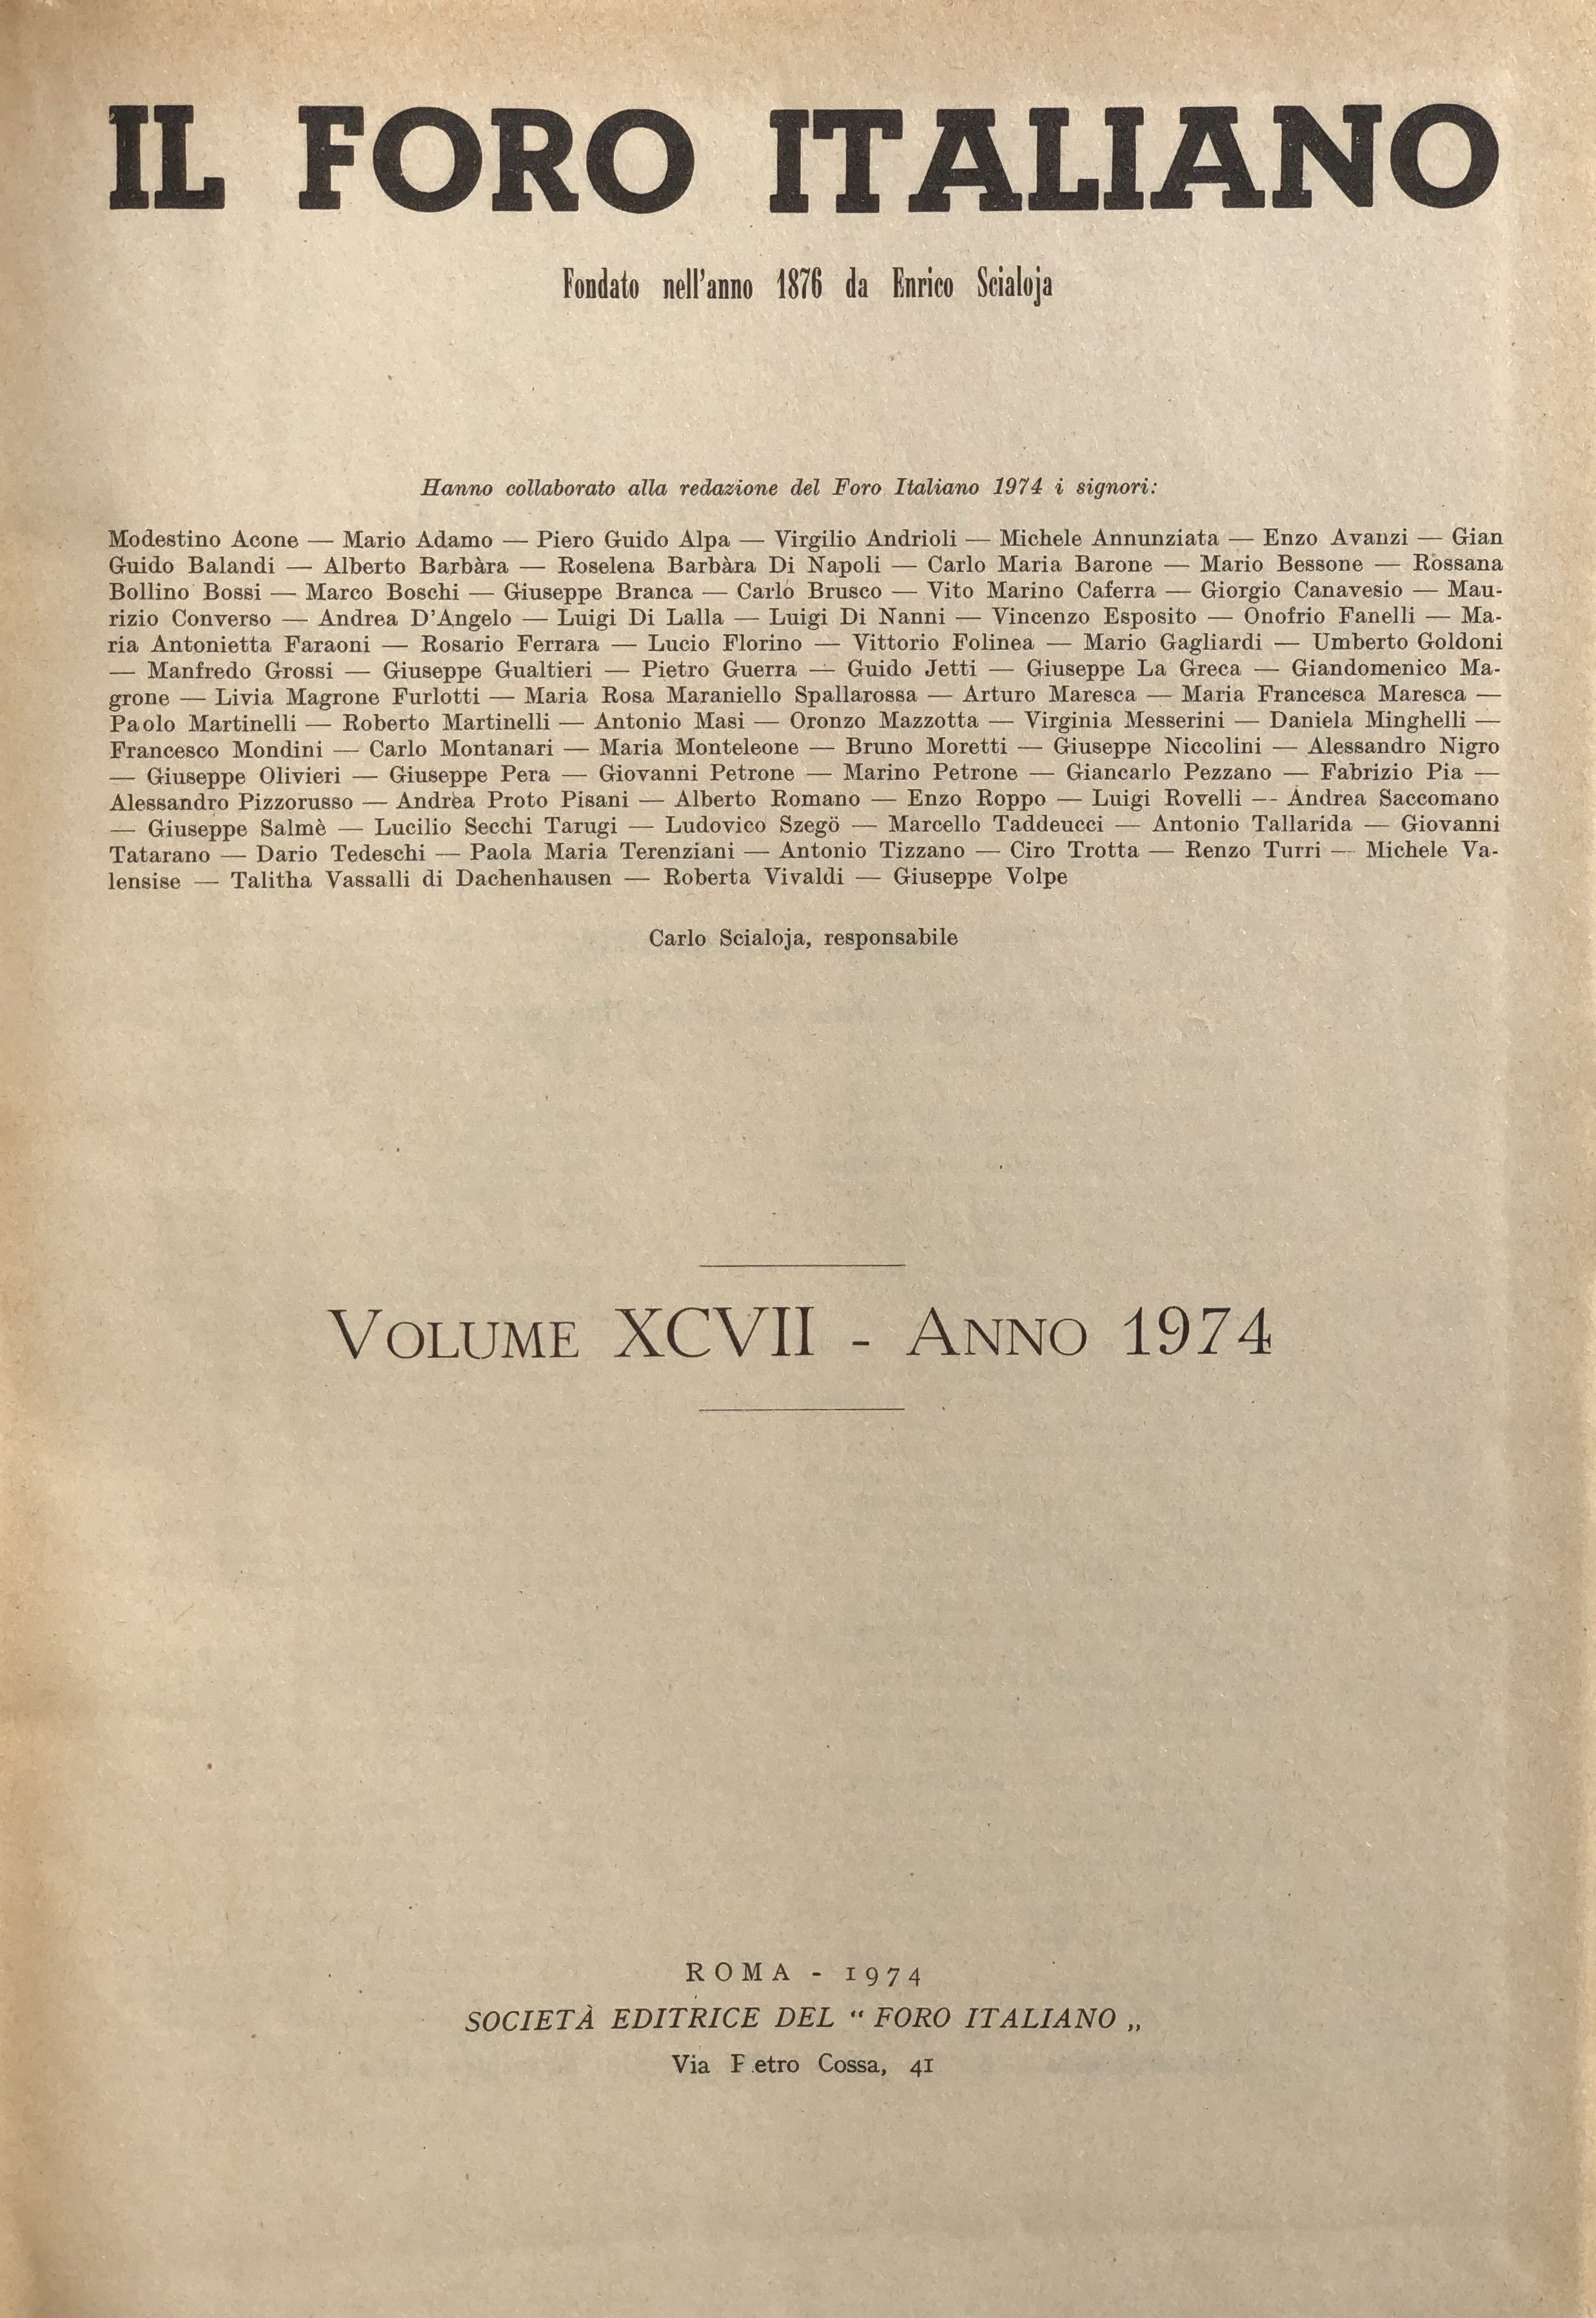 IL FORO ITALIANO
Fondato nell'anno 1876 da Enrico Scialoja
Hanno collaborato alla redazione del Foro Italiano 1974 i signori:
Modestino Acone — Mario Adamo — Piero Guido Alpa — Virgilio Andrioli — Michele Annunziata — Enzo Avanzi — Gian
Guido Balandi — Alberto Barbàra — Roselena Barbàra Di Napoli — Carlo Maria Barone — Mario Bessone — Rossana
Bollino Bossi — Marco Boschi — Giuseppe Branca — Carlo Brusco — Vito Marino Caferra — Giorgio Canavesio — Mau-
rizio Converso — Andrea D'Angelo — Luigi Di Lalla — Luigi Di Nanni — Vincenzo Esposito — Onofrio Fanelli — Ma-
ria Antonietta Faraoni — Rosario Ferrara — Lucio Florino — Vittorio Folinea — Mario Gagliardi — Umberto Goldoni
— Manfredo Grossi — Giuseppe Gualtieri — Pietro Guerra — Guido Jetti — Giuseppe La Greca — Giandomenico Ma-
grone — Livia Magrone Furlotti — Maria Rosa Maraniello Spallarossa — Arturo Maresca — Maria Francesca Maresca —
Paolo Martinelli — Roberto Martinelli — Antonio Masi — Oronzo Mazzotta — Virginia Messerini — Daniela Minghelli —
Francesco Mondini — Carlo Montanari — Maria Monteleone — Bruno Moretti — Giuseppe Niccolini — Alessandro Nigro
— Giuseppe Olivieri — Giuseppe Pera — Giovanni Petrone — Marino Petrone — Giancarlo Pezzano — Fabrizio Pia —
Alessandro Pizzorusso — Andrea Proto Pisani — Alberto Romano — Enzo Roppo — Luigi Rovelli — Andrea Saccomano
— Giuseppe Salmè — Lucilio Secchi Tarugi — Ludovico Szegö — Marcello Taddeucci — Antonio Tallarida — Giovanni
Tatarano — Dario Tedeschi — Paola Maria Terenziani — Antonio Tizzano — Ciro Trotta — Renzo Turri — Michele Va-
lensise — Talitha Vassalli di Dachenhausen — Roberta Vivaldi — Giuseppe Volpe
Carlo Scialoja, responsabile
VOLUME XCVII - ANNO 1974
ROMA - 1974
SOCIETÀ EDITRICE DEL “ FORO ITALIANO „
Via Pietro Cossa, 41